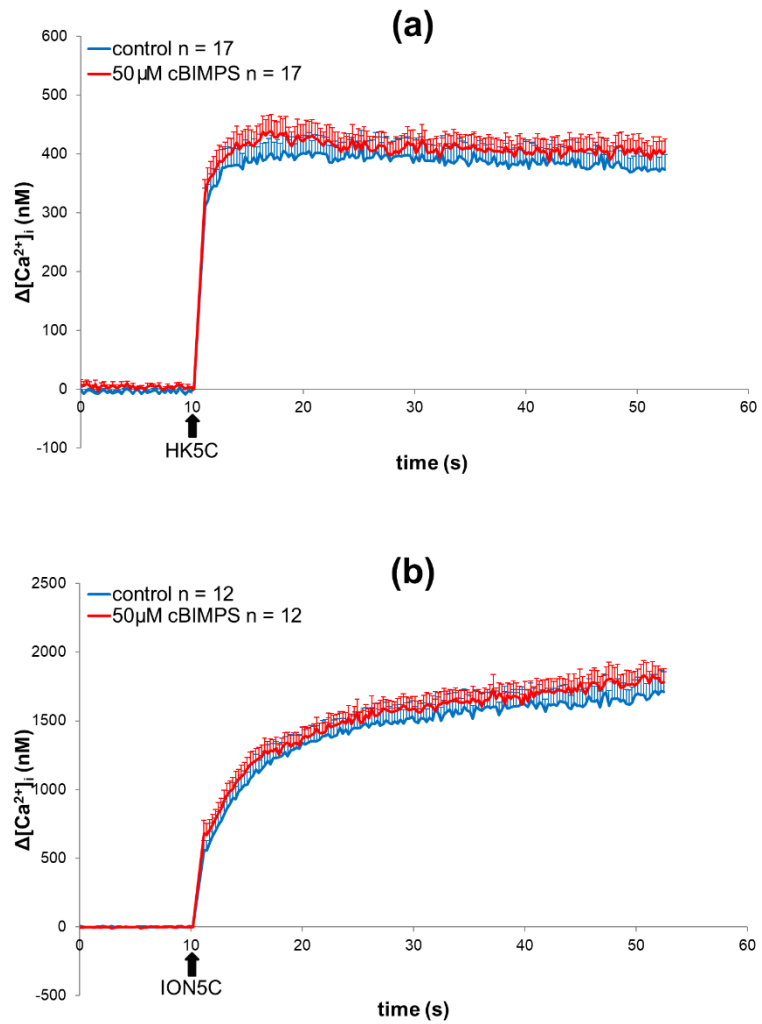 (a)
600
control n = 17
50µM cBIMPS n = 17
500
400
300
200
100
0
-100
Δ[Ca²⁺]ᵢ (nM)
0 10 20 30 40 50 60
HK5C
time (s)
(b)
2500
control n = 12
50µM cBIMPS n = 12
2000
1500
1000
500
0
-500
Δ[Ca²⁺]ᵢ (nM)
0 10 20 30 40 50 60
ION5C
time (s)